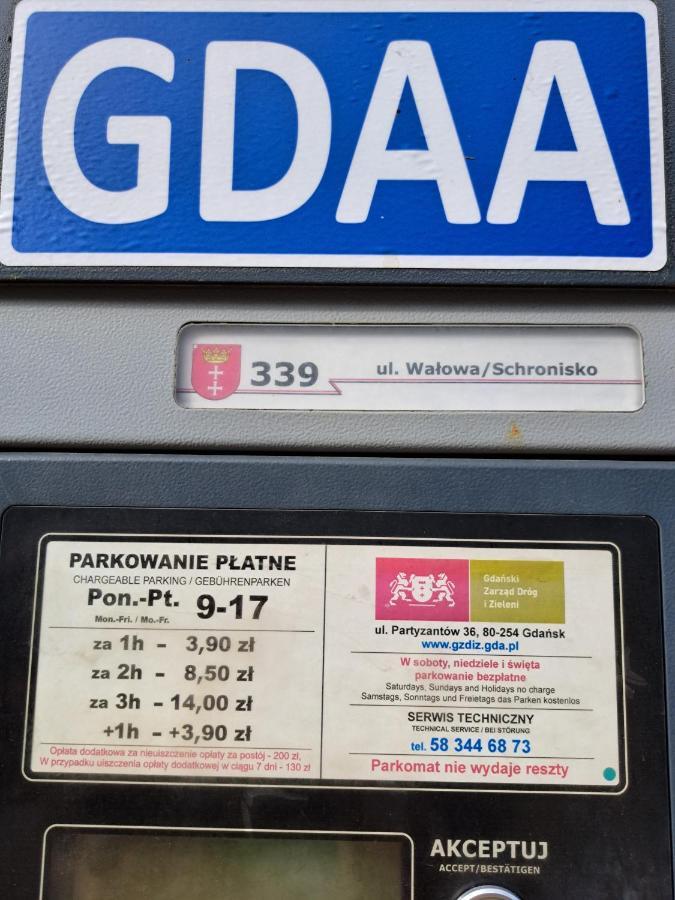 GDAA
339 ul. Wałowa/Schronisko
PARKOWANIE PŁATNE
CHARGEABLE PARKING / GEBÜHRENPARKEN
Pon.-Pt. 9-17
Mon.-Fri. / Mo.-Fr.
za 1h - 3,90 zł
za 2h - 8,50 zł
za 3h - 14,00 zł
+1h - +3,90 zł
Opłata dodatkowa za nieuiszczenie opłaty za postój - 200 zł,
W przypadku uiszczenia opłaty dodatkowej w ciągu 7 dni - 130 zł
Gdański
Zarząd Dróg
i Zieleni
ul. Partyzantów 36, 80-254 Gdańsk
www.gzdiz.gda.pl
W soboty, niedziele i święta
parkowanie bezpłatne
Saturdays, Sundays and Holidays no charge
Samstags, Sonntags und Freietags das Parken kostenlos
SERWIS TECHNICZNY
TECHNICAL SERVICE / BEI STÖRUNG
tel. 58 344 68 73
Parkomat nie wydaje reszty
AKCEPTUJ
ACCEPT/BESTÄTIGEN